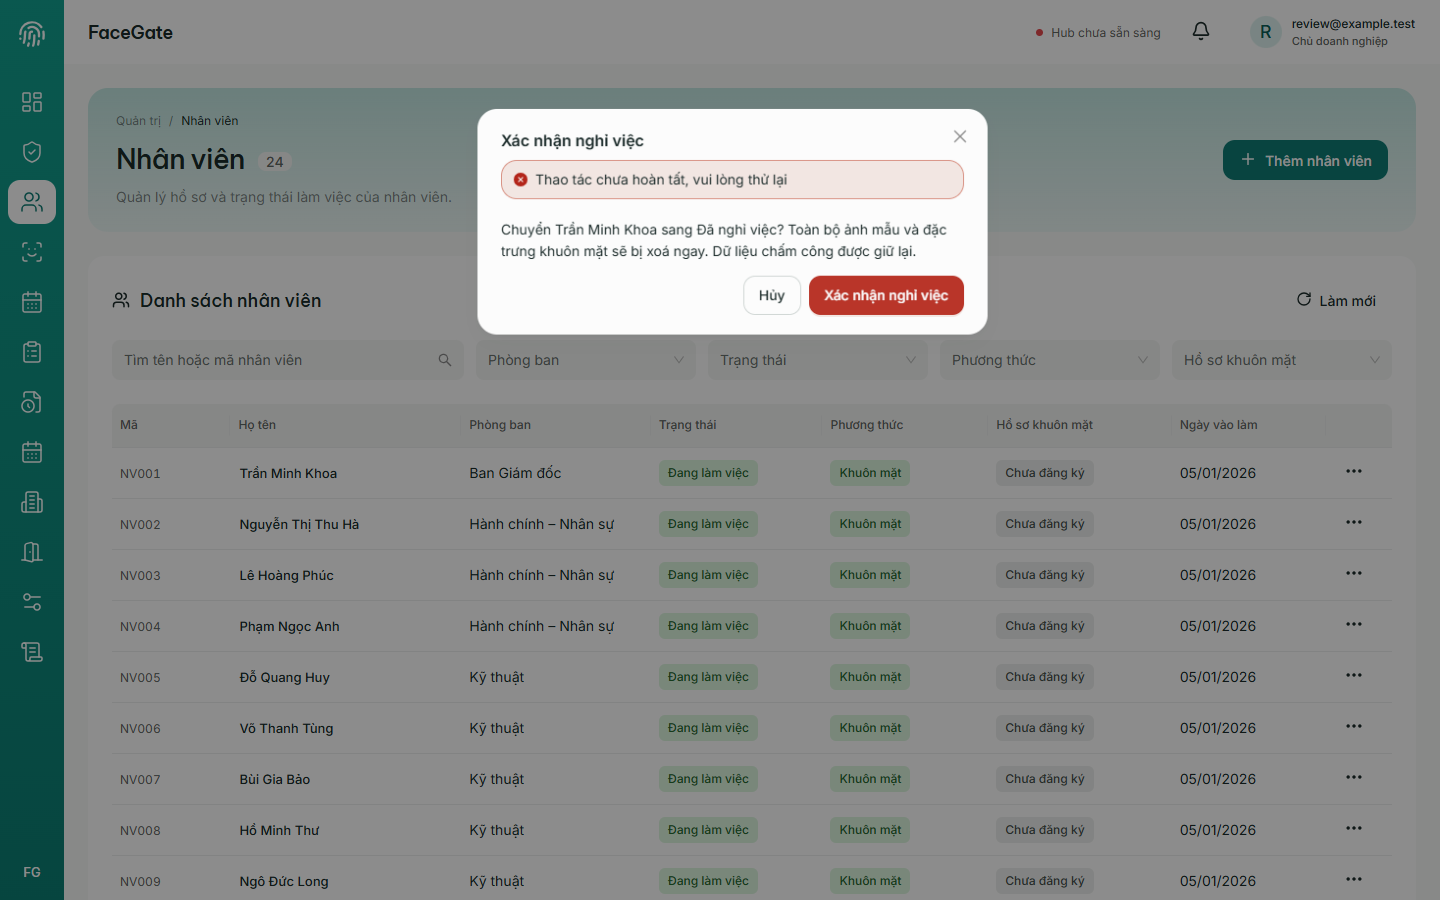 FaceGate
Hub chưa sẵn sàng
R
review@example.test
Chủ doanh nghiệp
Quản trị / Nhân viên
Nhân viên 24
Quản lý hồ sơ và trạng thái làm việc của nhân viên.
+ Thêm nhân viên
Xác nhận nghỉ việc
Thao tác chưa hoàn tất, vui lòng thử lại
Chuyển Trần Minh Khoa sang Đã nghỉ việc? Toàn bộ ảnh mẫu và đặc
trưng khuôn mặt sẽ bị xoá ngay. Dữ liệu chấm công được giữ lại.
Hủy
Xác nhận nghỉ việc
Danh sách nhân viên
Làm mới
Tìm tên hoặc mã nhân viên
Phòng ban
Trạng thái
Phương thức
Hồ sơ khuôn mặt
Mã Họ tên Phòng ban Trạng thái Phương thức Hồ sơ khuôn mặt Ngày vào làm
NV001 Trần Minh Khoa Ban Giám đốc Đang làm việc Khuôn mặt Chưa đăng ký 05/01/2026
NV002 Nguyễn Thị Thu Hà Hành chính – Nhân sự Đang làm việc Khuôn mặt Chưa đăng ký 05/01/2026
NV003 Lê Hoàng Phúc Hành chính – Nhân sự Đang làm việc Khuôn mặt Chưa đăng ký 05/01/2026
NV004 Phạm Ngọc Anh Hành chính – Nhân sự Đang làm việc Khuôn mặt Chưa đăng ký 05/01/2026
NV005 Đỗ Quang Huy Kỹ thuật Đang làm việc Khuôn mặt Chưa đăng ký 05/01/2026
NV006 Võ Thanh Tùng Kỹ thuật Đang làm việc Khuôn mặt Chưa đăng ký 05/01/2026
NV007 Bùi Gia Bảo Kỹ thuật Đang làm việc Khuôn mặt Chưa đăng ký 05/01/2026
NV008 Hồ Minh Thư Kỹ thuật Đang làm việc Khuôn mặt Chưa đăng ký 05/01/2026
NV009 Ngô Đức Long Kỹ thuật Đang làm việc Khuôn mặt Chưa đăng ký 05/01/2026
FG